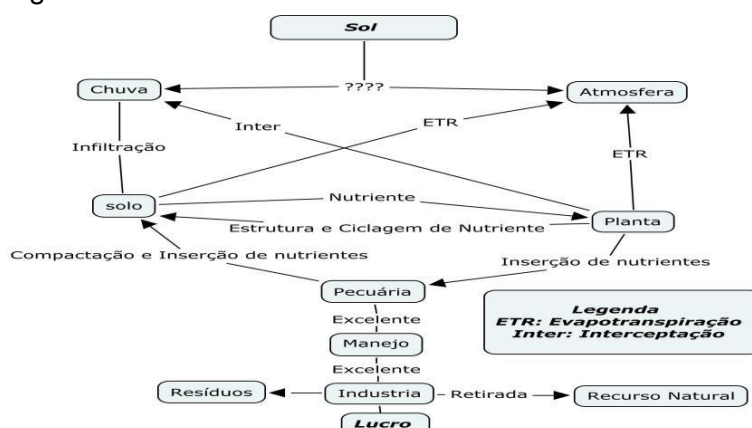 Sol
Chuva
????
Atmosfera
Inter
ETR
Infiltração
ETR
solo
Nutriente
Planta
Estrutura e Ciclagem de Nutriente
Compactação e Inserção de nutrientes
Inserção de nutrientes
Pecuária
Legenda
ETR: Evapotranspiração
Inter: Interceptação
Excelente
Manejo
Excelente
Resíduos
Industria
Retirada
Recurso Natural
Lucro